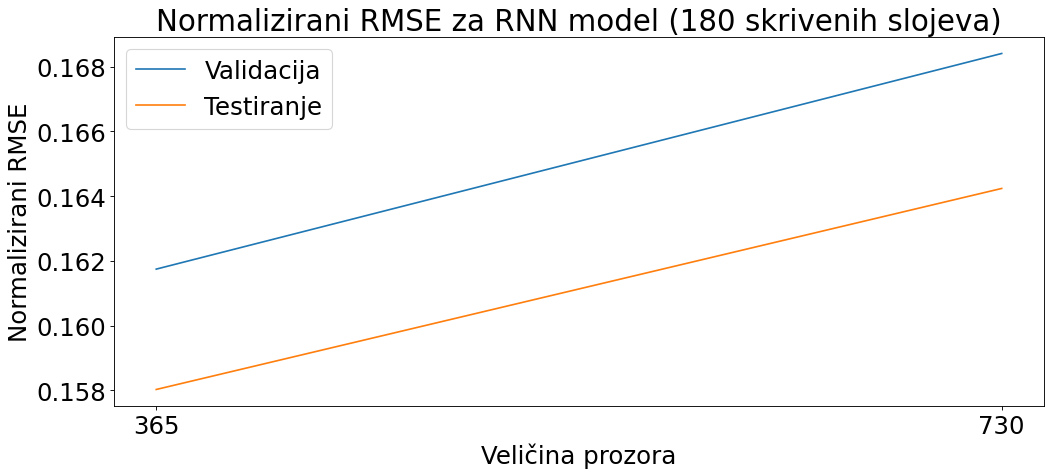 Normalizirani RMSE za RNN model (180 skrivenih slojeva)
Validacija
Testiranje
Normalizirani RMSE
0.168
0.166
0.164
0.162
0.160
0.158
365
730
Veličina prozora